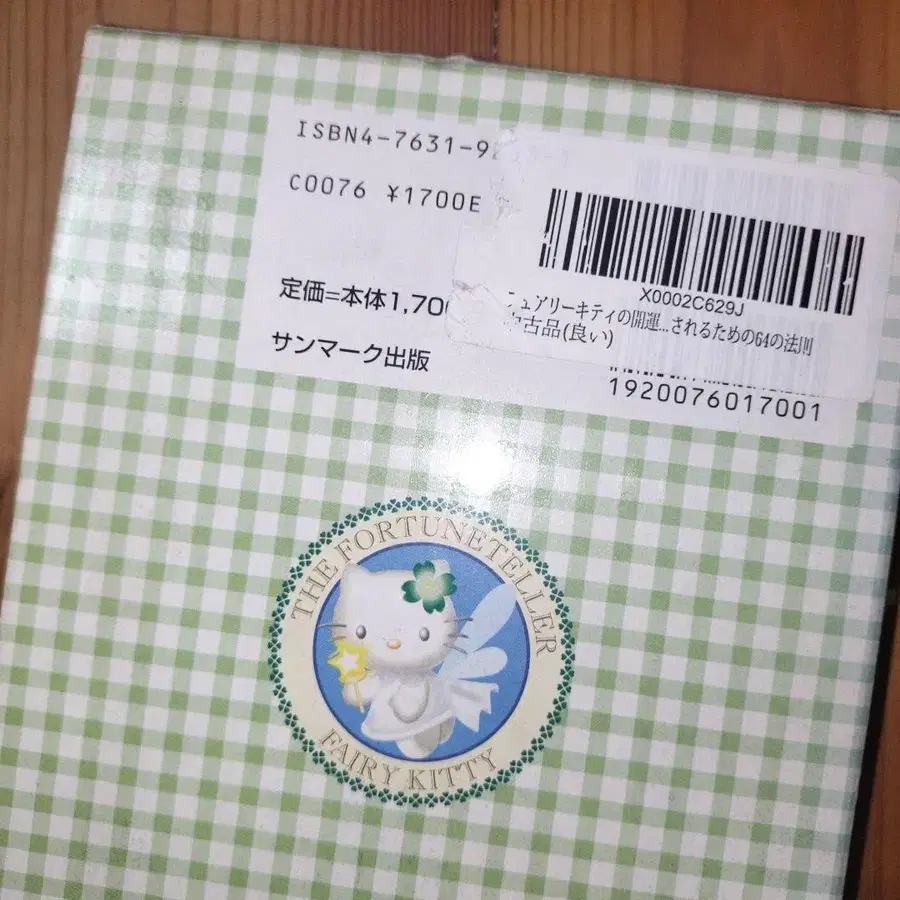 ISBN4-7631-9
C0076 ¥1700E
定価=本体1,70
サンマーク出版
X0002C629J
ュアリーキティの開運...されるための64の法則
中古品(良い)
1920076017001
THE FORTUNETELLER
FAIRY KITTY